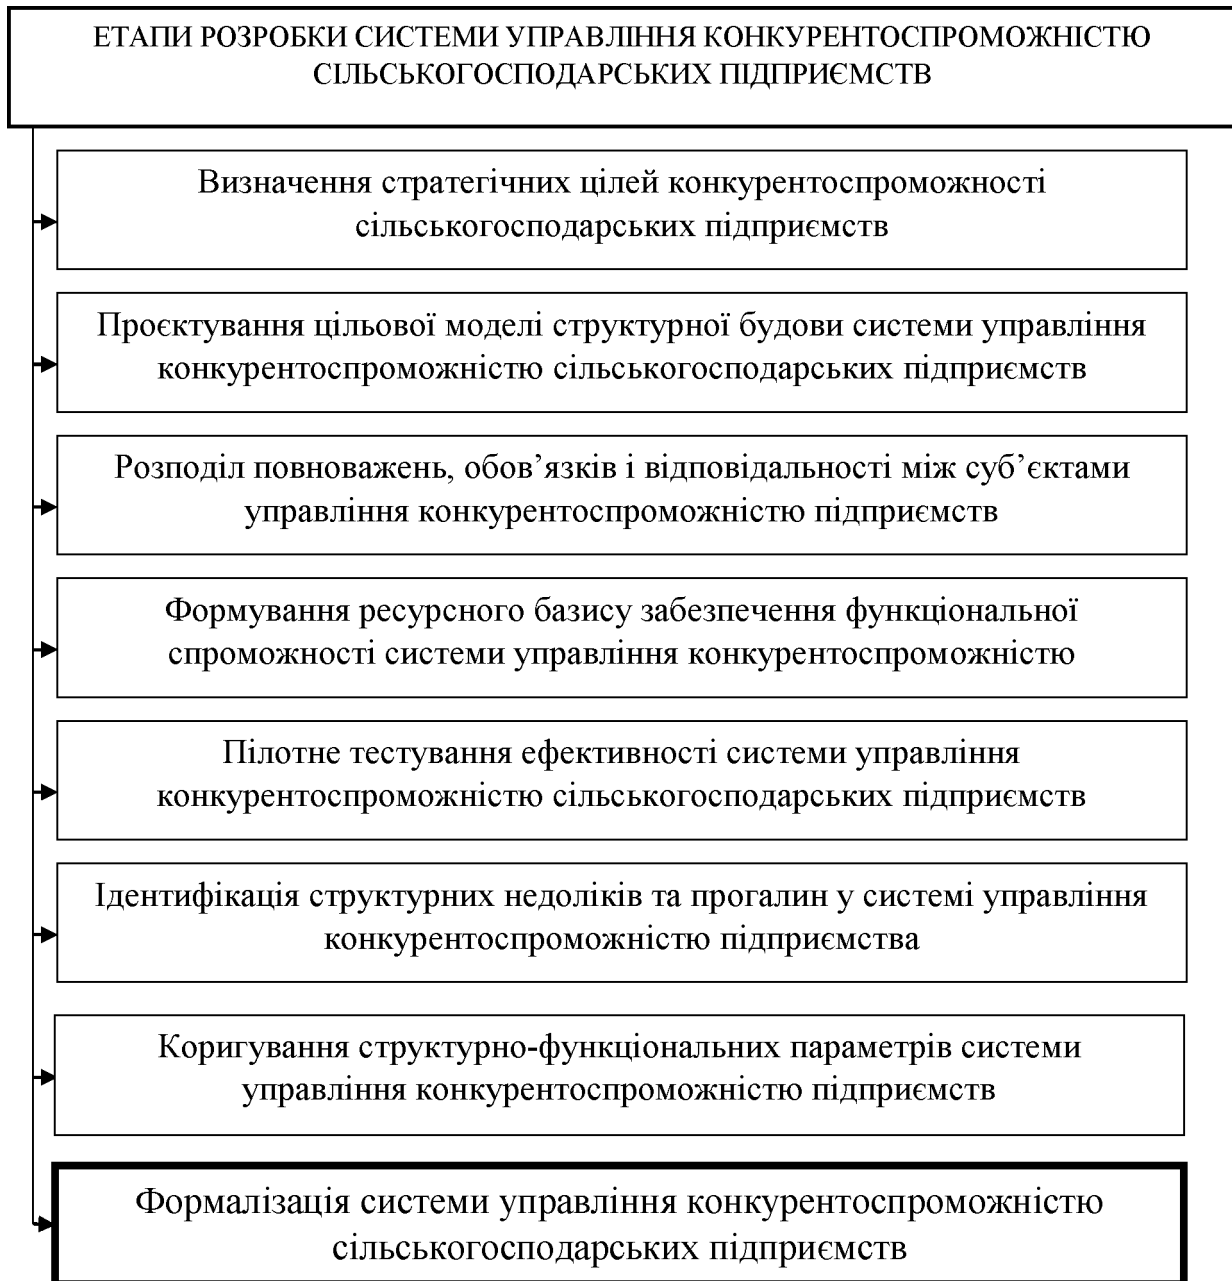 ЕТАПИ РОЗРОБКИ СИСТЕМИ УПРАВЛІННЯ КОНКУРЕНТОСПРОМОЖНІСТЮ
СІЛЬСЬКОГОСПОДАРСЬКИХ ПІДПРИЄМСТВ
Визначення стратегічних цілей конкурентоспроможності
сільськогосподарських підприємств
Проєктування цільової моделі структурної будови системи управління
конкурентоспроможністю сільськогосподарських підприємств
Розподіл повноважень, обов’язків і відповідальності між суб’єктами
управління конкурентоспроможністю підприємств
Формування ресурсного базису забезпечення функціональної
спроможності системи управління конкурентоспроможністю
Пілотне тестування ефективності системи управління
конкурентоспроможністю сільськогосподарських підприємств
Ідентифікація структурних недоліків та прогалин у системі управління
конкурентоспроможністю підприємства
Коригування структурно-функціональних параметрів системи
управління конкурентоспроможністю підприємств
Формалізація системи управління конкурентоспроможністю
сільськогосподарських підприємств